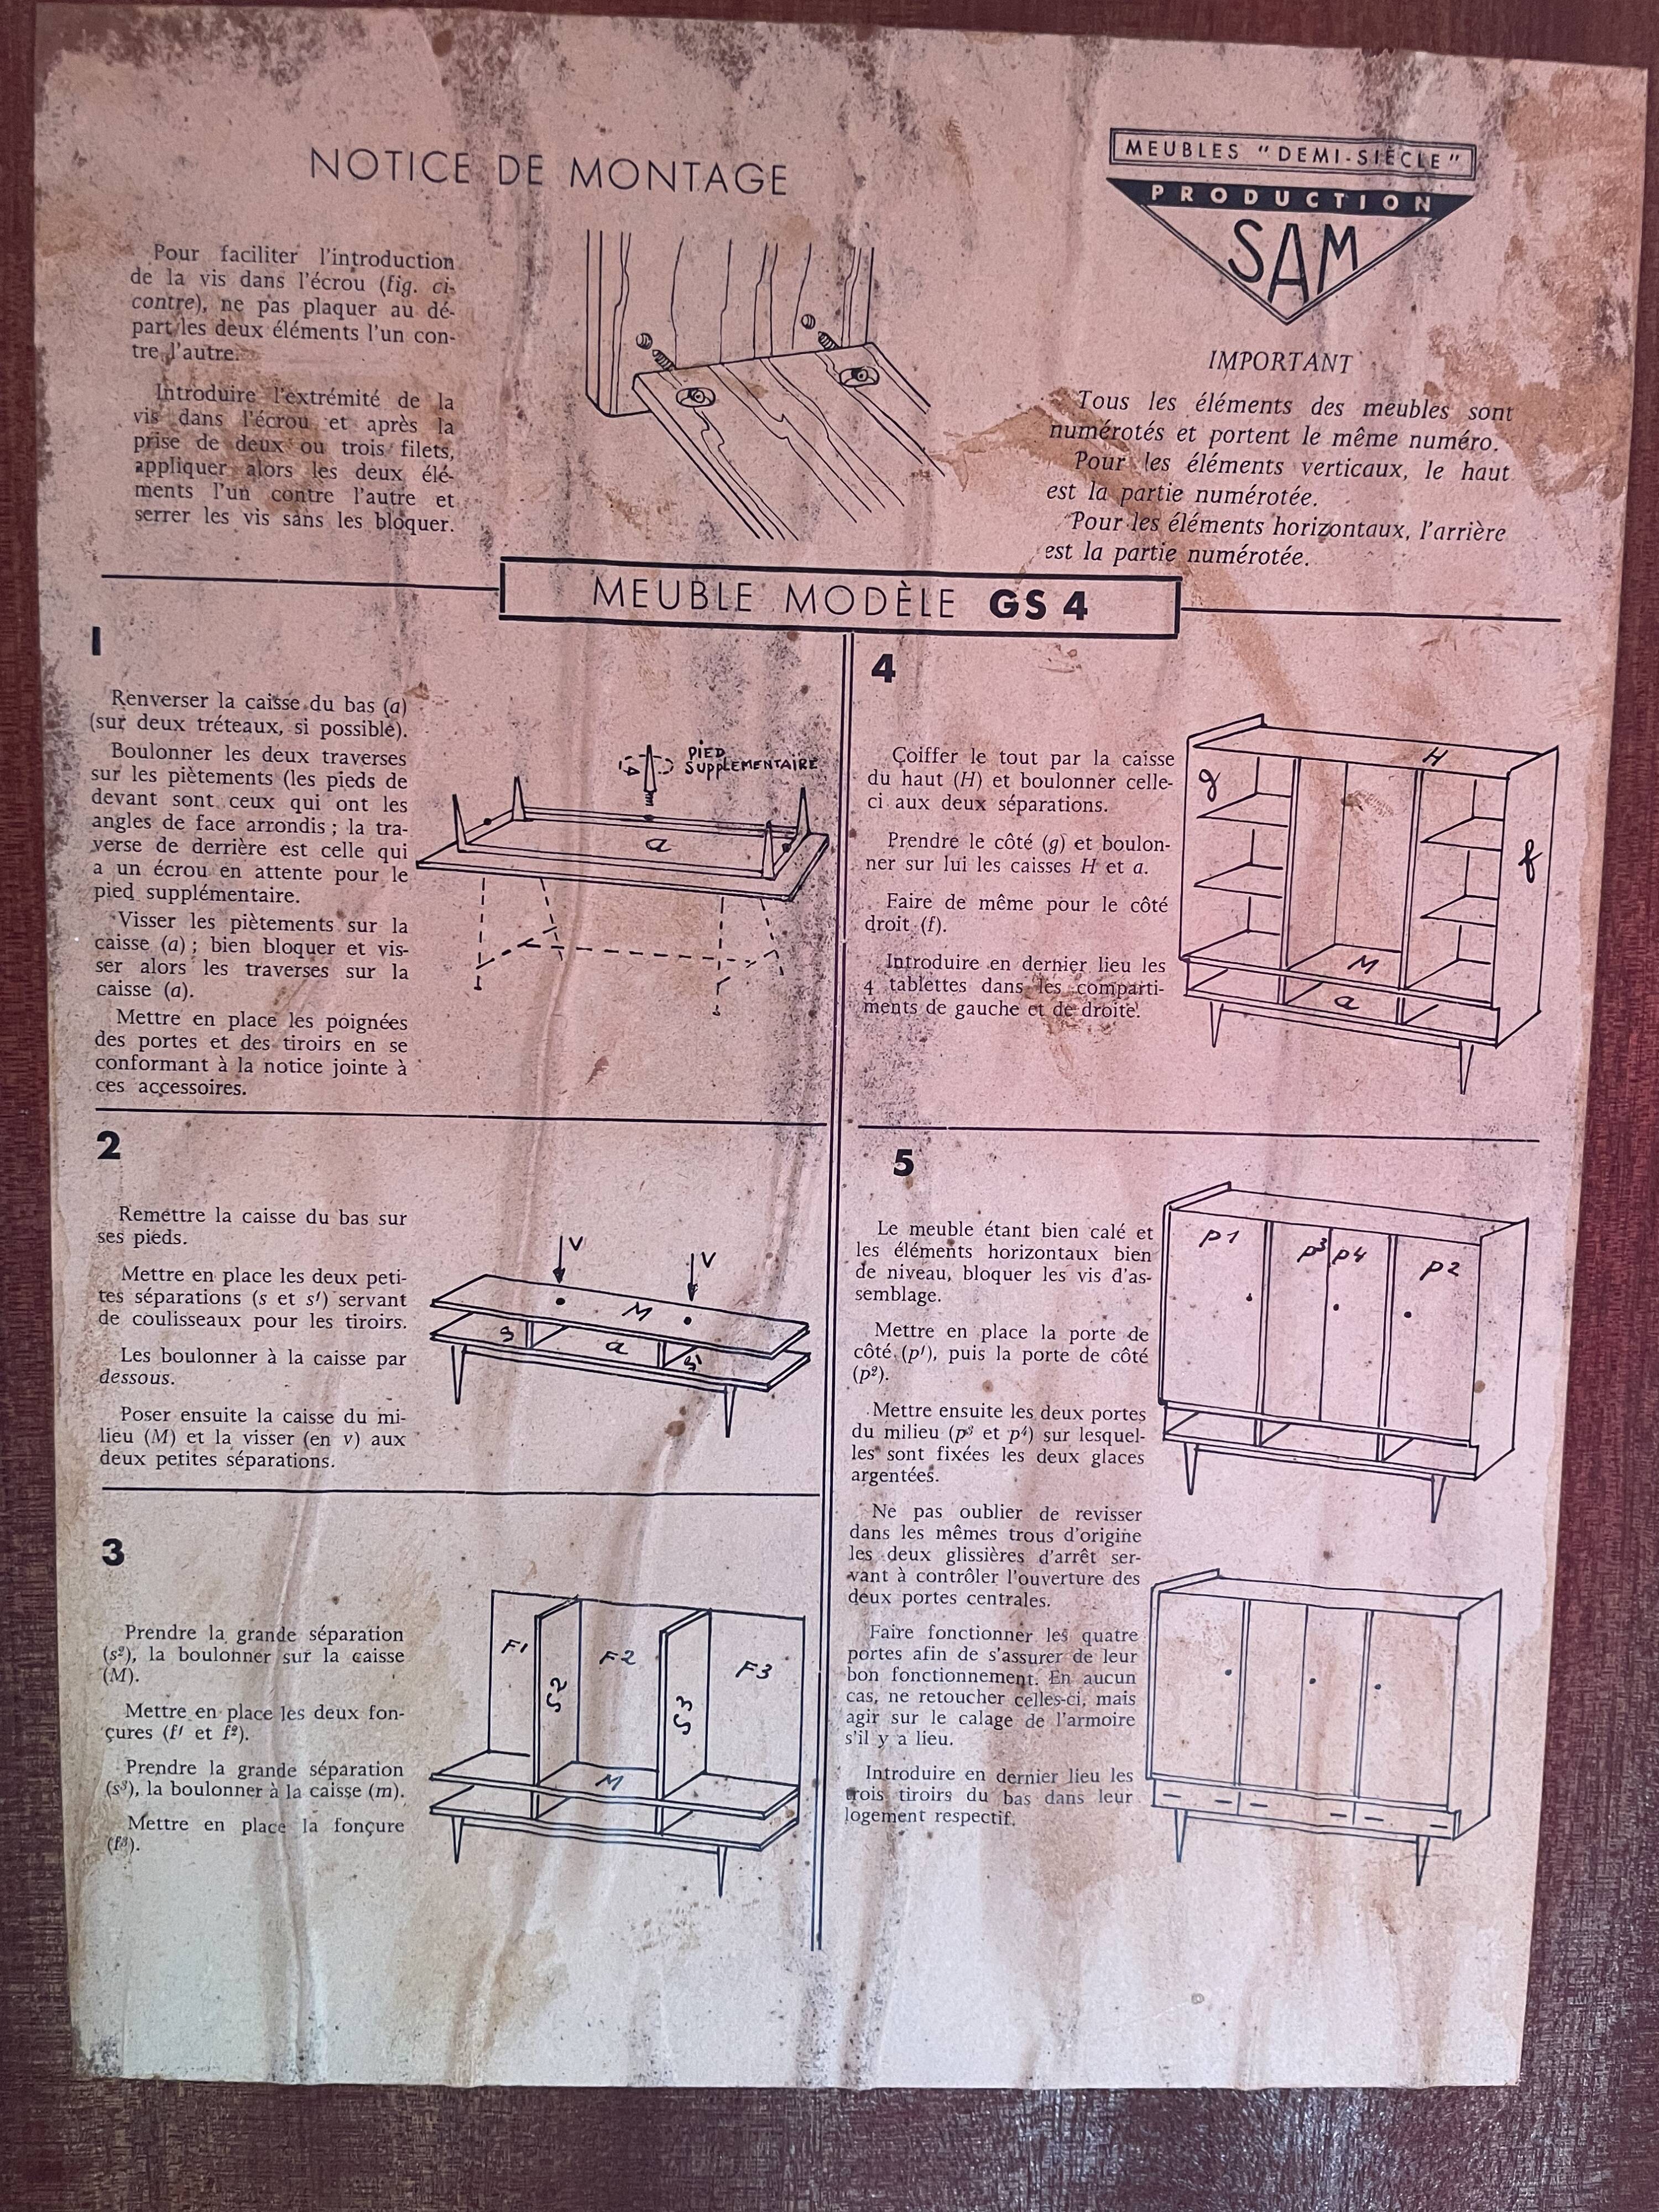 NOTICE DE MONTAGE
Pour faciliter l'introduction
de la vis dans l'écrou (fig. ci-
contre), ne pas plaquer au dé-
part les deux éléments l'un con-
tre l'autre.
Introduire l'extrémité de la
vis dans l'écrou et après la
prise de deux ou trois filets,
appliquer alors les deux élé-
ments l'un contre l'autre et
serrer les vis sans les bloquer.
MEUBLES "DEMI-SIÈCLE"
PRODUCTION
SAM
IMPORTANT
Tous les éléments des meubles sont
numérotés et portent le même numéro.
Pour les éléments verticaux, le haut
est la partie numérotée.
Pour les éléments horizontaux, l'arrière
est la partie numérotée.
MEUBLE MODÈLE GS 4
1
Renverser la caisse du bas (a)
(sur deux tréteaux, si possible).
Boulonner les deux traverses
sur les piètements (les pieds de
devant sont ceux qui ont les
angles de face arrondis ; la tra-
verse de derrière est celle qui
a un écrou en attente pour le
pied supplémentaire.
Visser les piètements sur la
caisse (a) ; bien bloquer et vis-
ser alors les traverses sur la
caisse (a).
Mettre en place les poignées
des portes et des tiroirs en se
conformant à la notice jointe à
ces accessoires.
PIED
SUPPLEMENTAIRE
a
2
Remettre la caisse du bas sur
ses pieds.
Mettre en place les deux peti-
tes séparations (s et s¹) servant
de coulisseaux pour les tiroirs.
Les boulonner à la caisse par
dessous.
Poser ensuite la caisse du mi-
lieu (M) et la visser (en v) aux
deux petites séparations.
V
V
M
s
a
s¹
3
Prendre la grande séparation
(s²), la boulonner sur la caisse
(M).
Mettre en place les deux fon-
çures (f¹ et f²).
Prendre la grande séparation
(s³), la boulonner à la caisse (m).
Mettre en place la fonçure
(f³).
F1
S2
F2
S3
F3
M
4
Coiffer le tout par la caisse
du haut (H) et boulonner celle-
ci aux deux séparations.
Prendre le côté (g) et boulon-
ner sur lui les caisses H et a.
Faire de même pour le côté
droit (f).
Introduire en dernier lieu les
4 tablettes dans les comparti-
ments de gauche et de droite.
H
g
f
M
a
5
Le meuble étant bien calé et
les éléments horizontaux bien
de niveau, bloquer les vis d'as-
semblage.
Mettre en place la porte de
côté (p¹), puis la porte de côté
(p²).
Mettre ensuite les deux portes
du milieu (p³ et p⁴) sur lesquel-
les sont fixées les deux glaces
argentées.
Ne pas oublier de revisser
dans les mêmes trous d'origine
les deux glissières d'arrêt ser-
vant à contrôler l'ouverture des
deux portes centrales.
Faire fonctionner les quatre
portes afin de s'assurer de leur
bon fonctionnement. En aucun
cas, ne retoucher celles-ci, mais
agir sur le calage de l'armoire
s'il y a lieu.
Introduire en dernier lieu les
trois tiroirs du bas dans leur
logement respectif.
p1
p3
p4
p2